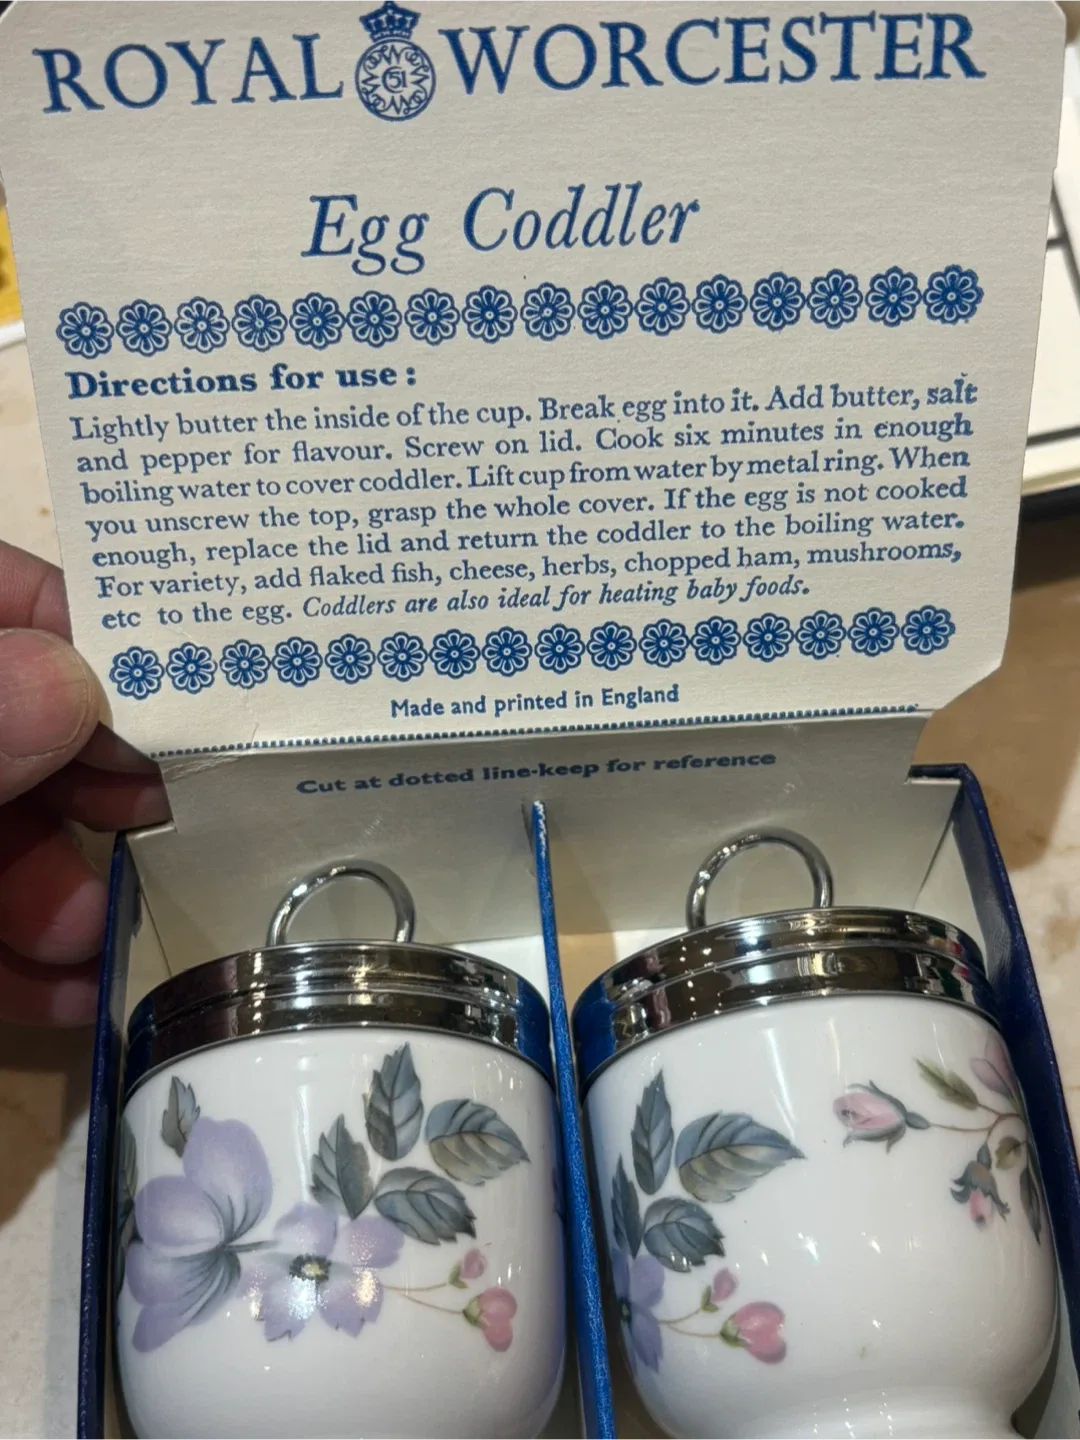 ROYAL 51 WORCESTER
Egg Coddler
Directions for use :
Lightly butter the inside of the cup. Break egg into it. Add butter, salt
and pepper for flavour. Screw on lid. Cook six minutes in enough
boiling water to cover coddler. Lift cup from water by metal ring. When
you unscrew the top, grasp the whole cover. If the egg is not cooked
enough, replace the lid and return the coddler to the boiling water.
For variety, add flaked fish, cheese, herbs, chopped ham, mushrooms,
etc to the egg. Coddlers are also ideal for heating baby foods.
Made and printed in England
Cut at dotted line-keep for reference